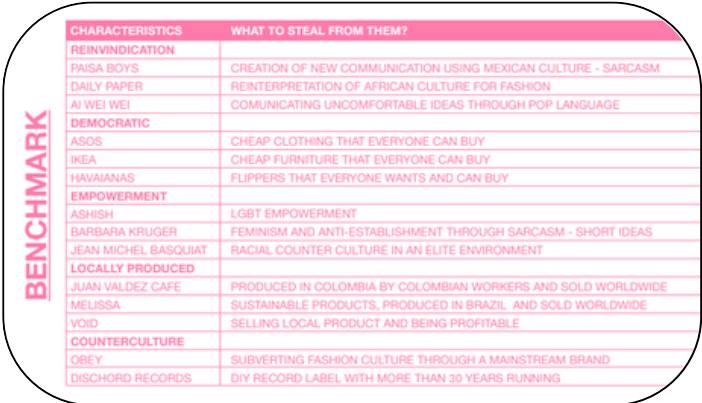 BENCHMARK
CHARACTERISTICS WHAT TO STEAL FROM THEM?
REINVINDICATION
PAISA BOYS CREATION OF NEW COMMUNICATION USING MEXICAN CULTURE - SARCASM
DAILY PAPER REINTERPRETATION OF AFRICAN CULTURE FOR FASHION
AI WEI WEI COMUNICATING UNCOMFORTABLE IDEAS THROUGH POP LANGUAGE
DEMOCRATIC
ASOS CHEAP CLOTHING THAT EVERYONE CAN BUY
IKEA CHEAP FURNITURE THAT EVERYONE CAN BUY
HAVAIANAS FLIPPERS THAT EVERYONE WANTS AND CAN BUY
EMPOWERMENT
ASHISH LGBT EMPOWERMENT
BARBARA KRUGER FEMINISM AND ANTI-ESTABLISHMENT THROUGH SARCASM - SHORT IDEAS
JEAN MICHEL BASQUIAT RACIAL COUNTER CULTURE IN AN ELITE ENVIRONMENT
LOCALLY PRODUCED
JUAN VALDEZ CAFE PRODUCED IN COLOMBIA BY COLOMBIAN WORKERS AND SOLD WORLDWIDE
MELISSA SUSTAINABLE PRODUCTS, PRODUCED IN BRAZIL AND SOLD WORLDWIDE
VOID SELLING LOCAL PRODUCT AND BEING PROFITABLE
COUNTERCULTURE
OBEY SUBVERTING FASHION CULTURE THROUGH A MAINSTREAM BRAND
DISCHORD RECORDS DIY RECORD LABEL WITH MORE THAN 30 YEARS RUNNING